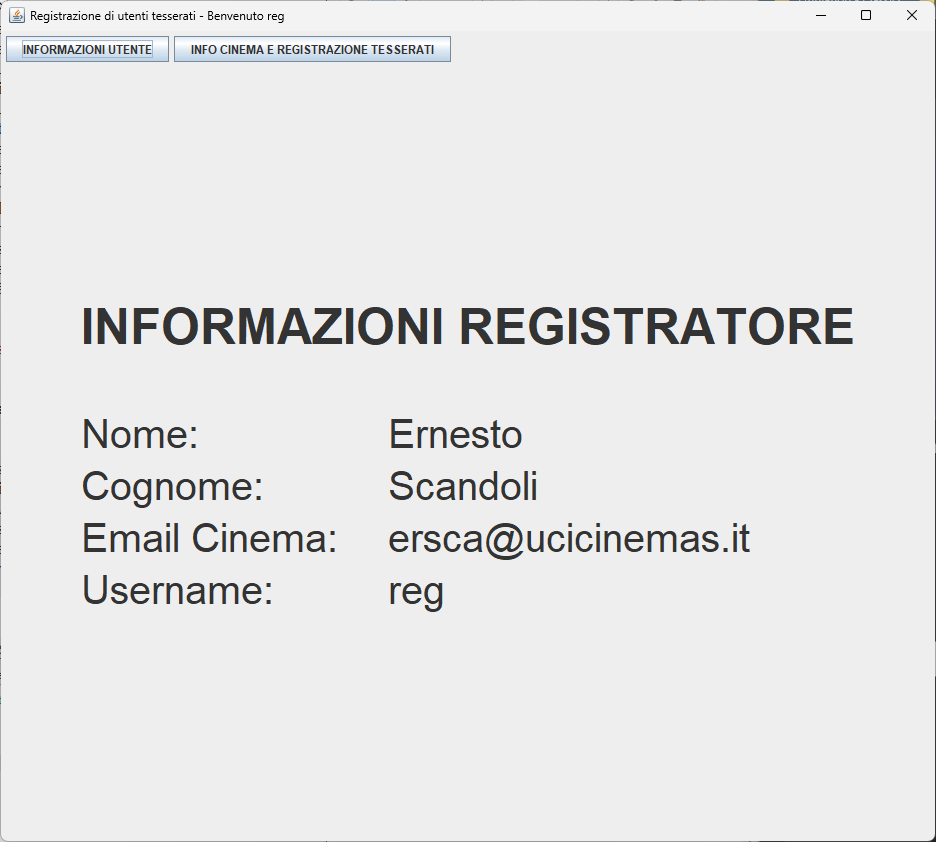 Registrazione di utenti tesserati - Benvenuto reg
INFORMAZIONI UTENTE INFO CINEMA E REGISTRAZIONE TESSERATI
INFORMAZIONI REGISTRATORE
Nome: Ernesto
Cognome: Scandoli
Email Cinema: ersca@ucicinemas.it
Username: reg